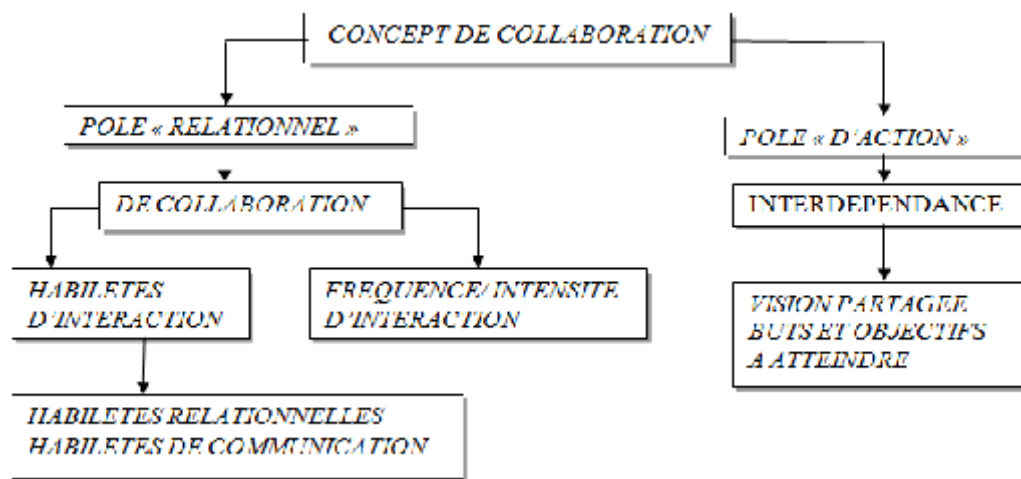 CONCEPT DE COLLABORATION
POLE « RELATIONNEL »
POLE « D'ACTION »
DE COLLABORATION
INTERDEPENDANCE
HABILETES
D'INTERACTION
FREQUENCE/INTENSITE
D'INTERACTION
VISION PARTAGEE
BUTS ET OBJECTIFS
A ATTEINDRE
HABILETES RELATIONNELLES
HABILETES DE COMMUNICATION